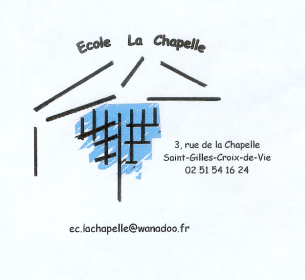 Ecole La Chapelle
3, rue de la Chapelle
Saint-Gilles-Croix-de-Vie
02 51 54 16 24
ec.lachapelle@wanadoo.fr